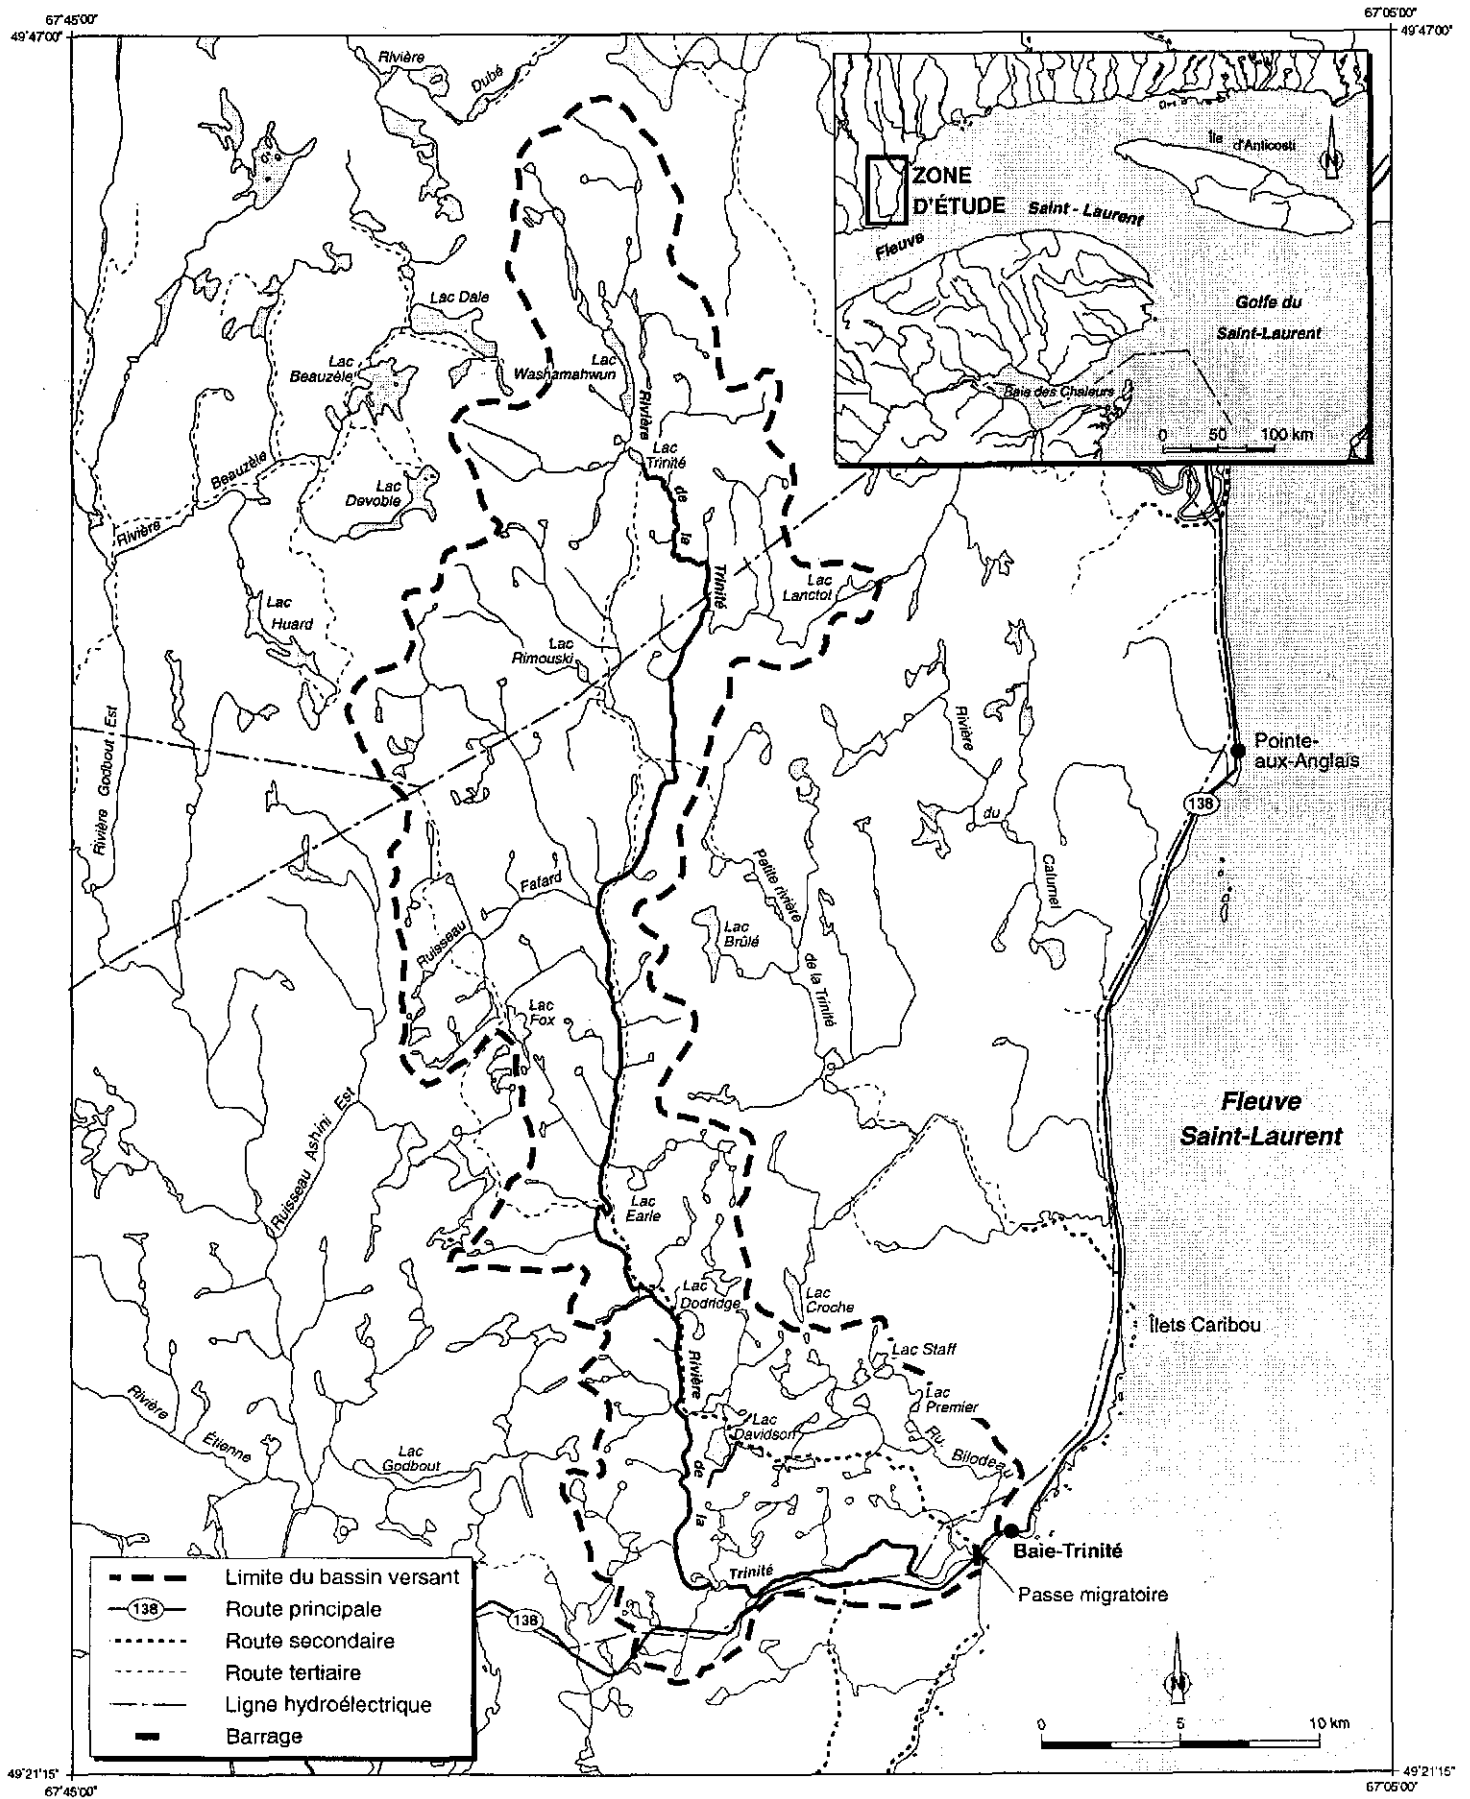 67°45'00"
67°05'00"
49°47'00"
49°47'00"
Rivière
Dubé
Île
d'Anticosti
N
ZONE
D'ÉTUDE
Saint - Laurent
Fleuve
Golfe du
Saint-Laurent
Baie des Chaleurs
0 50 100 km
Lac Dale
Lac
Beauzèle
Lac
Washamahwun
Rivière
Lac
Trinité
de
la
Trinité
Rivière
Beauzèle
Lac
Devoble
Lac
Lanctot
Lac
Huard
Lac
Rimouski
Rivière Godbout Est
Rivière
du
Calumet
Pointe-
aux-Anglais
138
Petite rivière
de la Trinité
Ruisseau
Fafard
Lac
Brûlé
Lac
Fox
Ruisseau Ashini Est
Fleuve
Saint-Laurent
Lac
Earle
Lac
Dodridge
Lac
Croche
Îlets Caribou
Lac Staff
Rivière
Lac
Premier
Rivière
Étienne
Lac
Davidson
Ru. Bilodeau
Lac
Godbout
de
la
Trinité
Baie-Trinité
Passe migratoire
138
Limite du bassin versant
138 Route principale
Route secondaire
Route tertiaire
Ligne hydroélectrique
Barrage
N
0 5 10 km
49°21'15"
49°21'15"
67°45'00"
67°05'00"